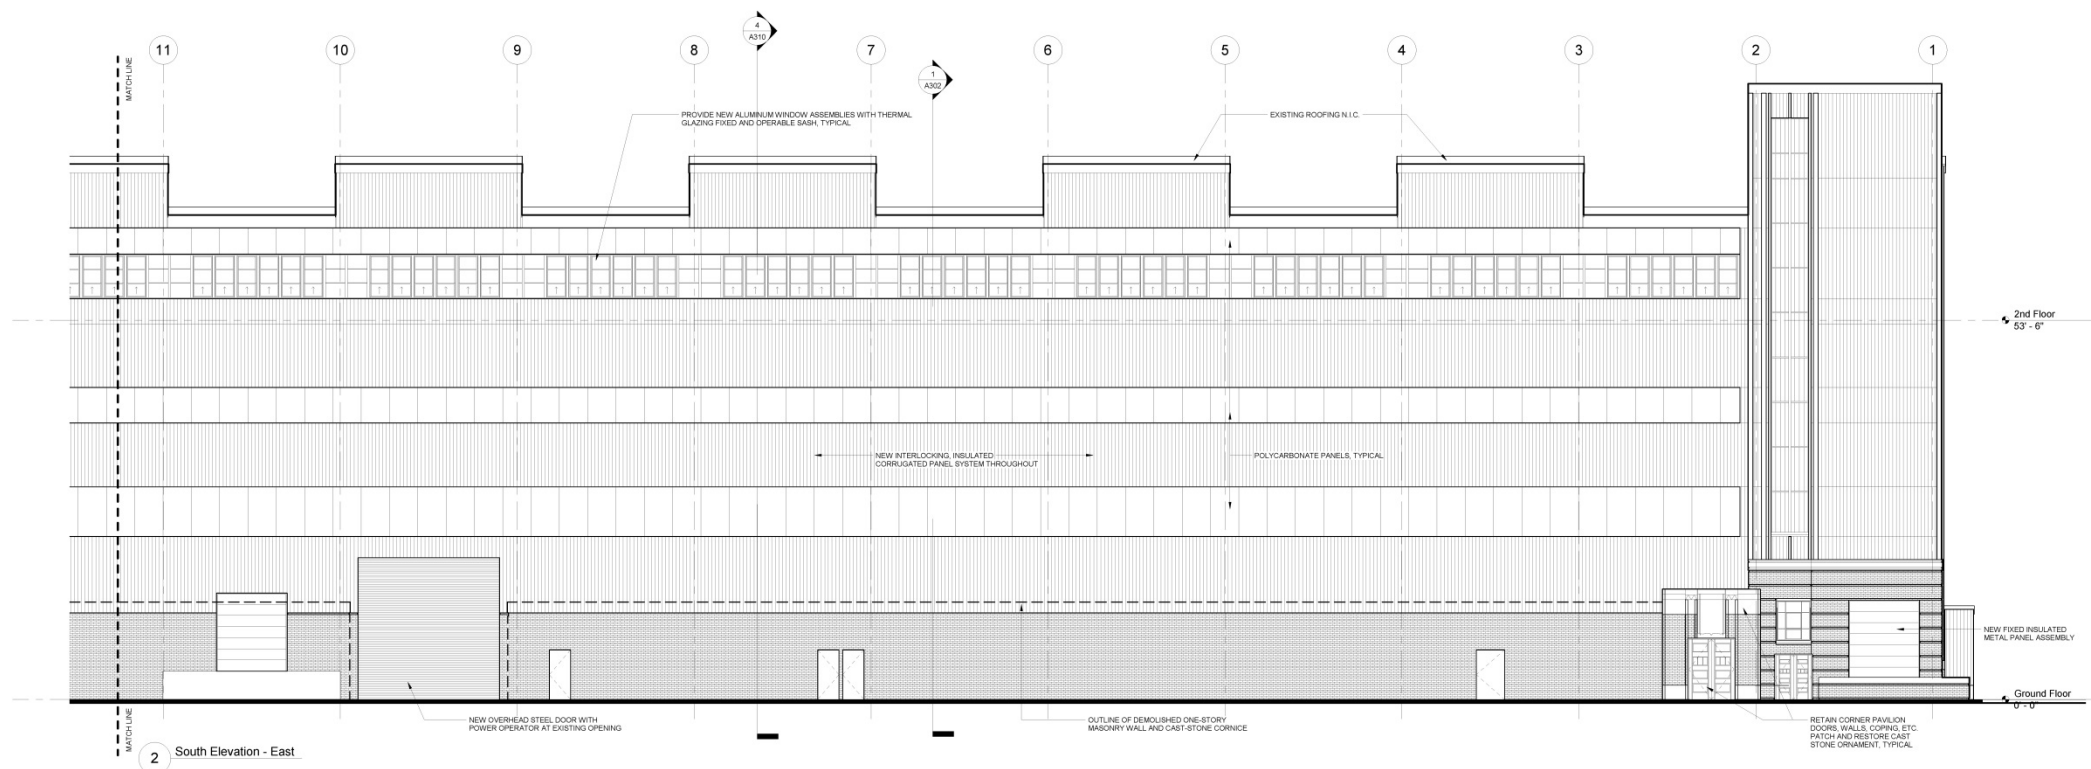 4
A310
11
10
9
8
7
6
5
4
3
2
1
1
A302
MATCH LINE
PROVIDE NEW ALUMINUM WINDOW ASSEMBLIES WITH THERMAL
GLAZING FIXED AND OPERABLE SASH, TYPICAL
EXISTING ROOFING N.I.C.
2nd Floor
53' - 6"
NEW INTERLOCKING, INSULATED
CORRUGATED PANEL SYSTEM THROUGHOUT
POLYCARBONATE PANELS, TYPICAL
NEW FIXED INSULATED
METAL PANEL ASSEMBLY
Ground Floor
0' - 0"
MATCH LINE
NEW OVERHEAD STEEL DOOR WITH
POWER OPERATOR AT EXISTING OPENING
OUTLINE OF DEMOLISHED ONE-STORY
MASONRY WALL AND CAST-STONE CORNICE
RETAIN CORNER PAVILION
DOORS, WALLS, COPING, ETC.
PATCH AND RESTORE CAST
STONE ORNAMENT, TYPICAL
2
South Elevation - East